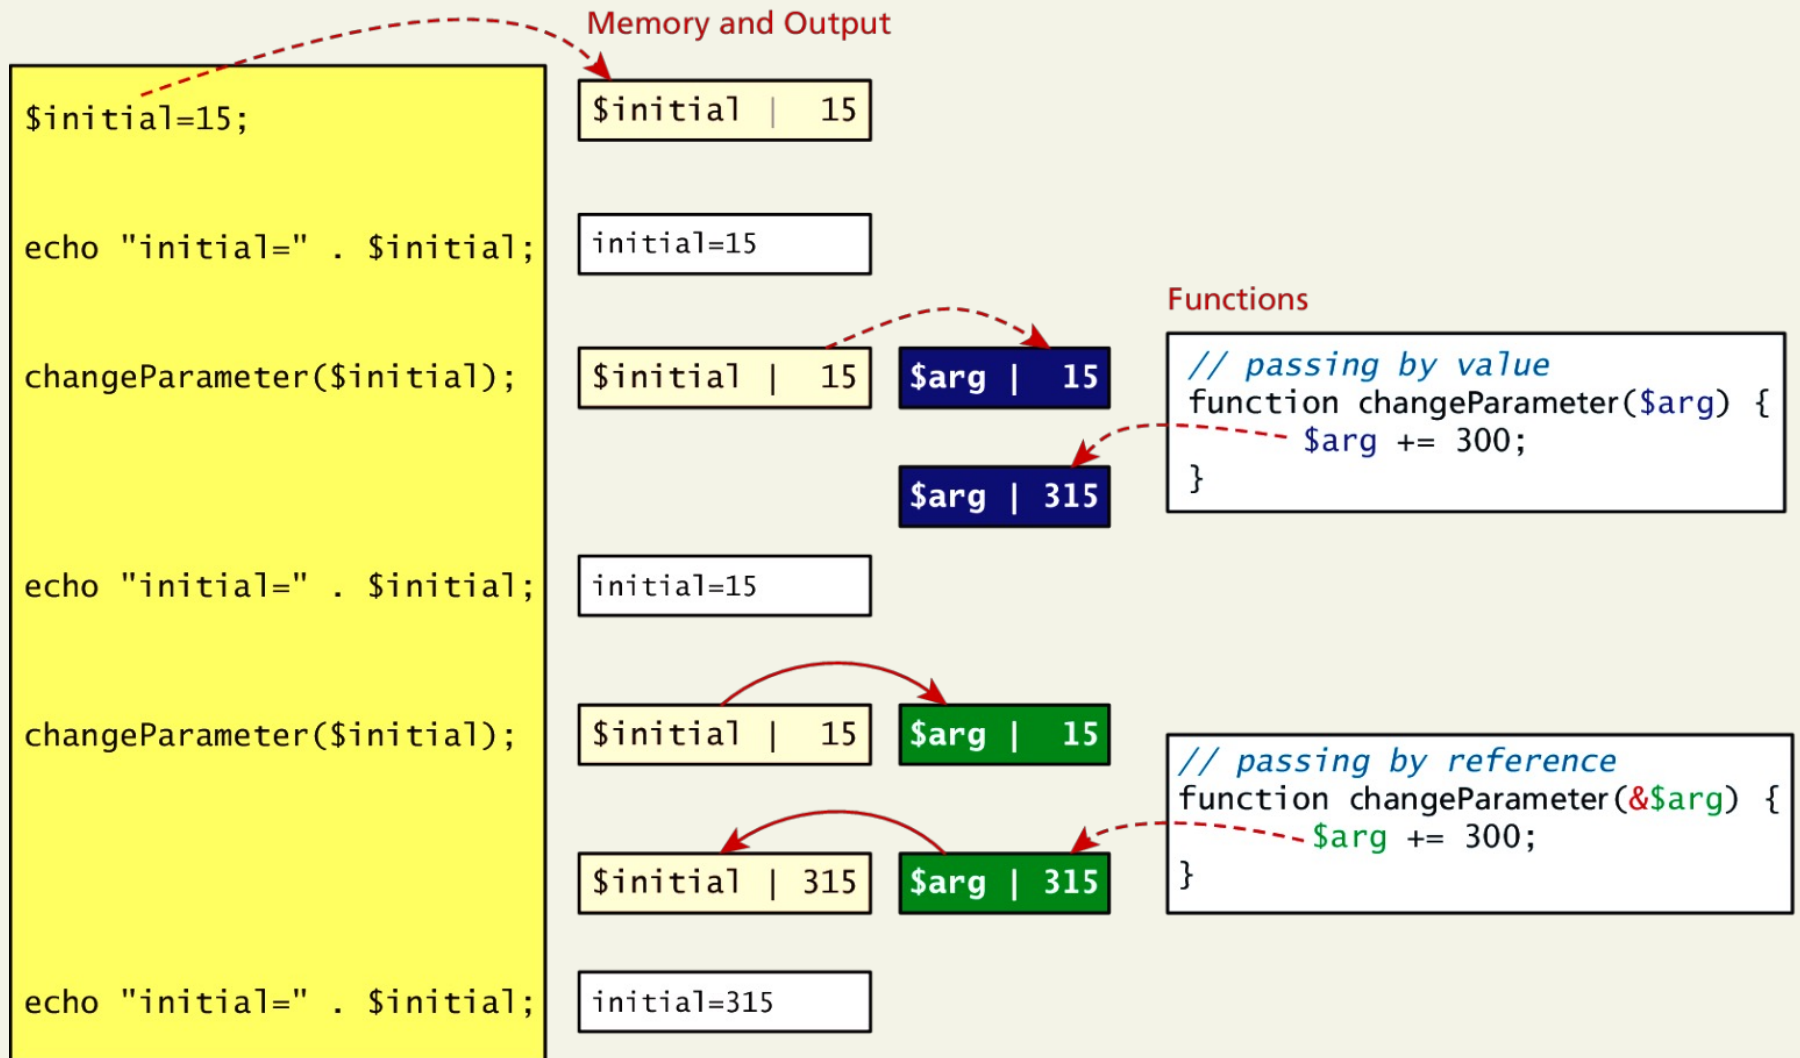 Memory and Output
$initial=15;
$initial | 15
echo "initial=" . $initial;
initial=15
Functions
changeParameter($initial);
$initial | 15
$arg | 15
// passing by value
function changeParameter($arg) {
$arg += 300;
}
$arg | 315
echo "initial=" . $initial;
initial=15
changeParameter($initial);
$initial | 15
$arg | 15
// passing by reference
function changeParameter(&$arg) {
$arg += 300;
}
$initial | 315
$arg | 315
echo "initial=" . $initial;
initial=315